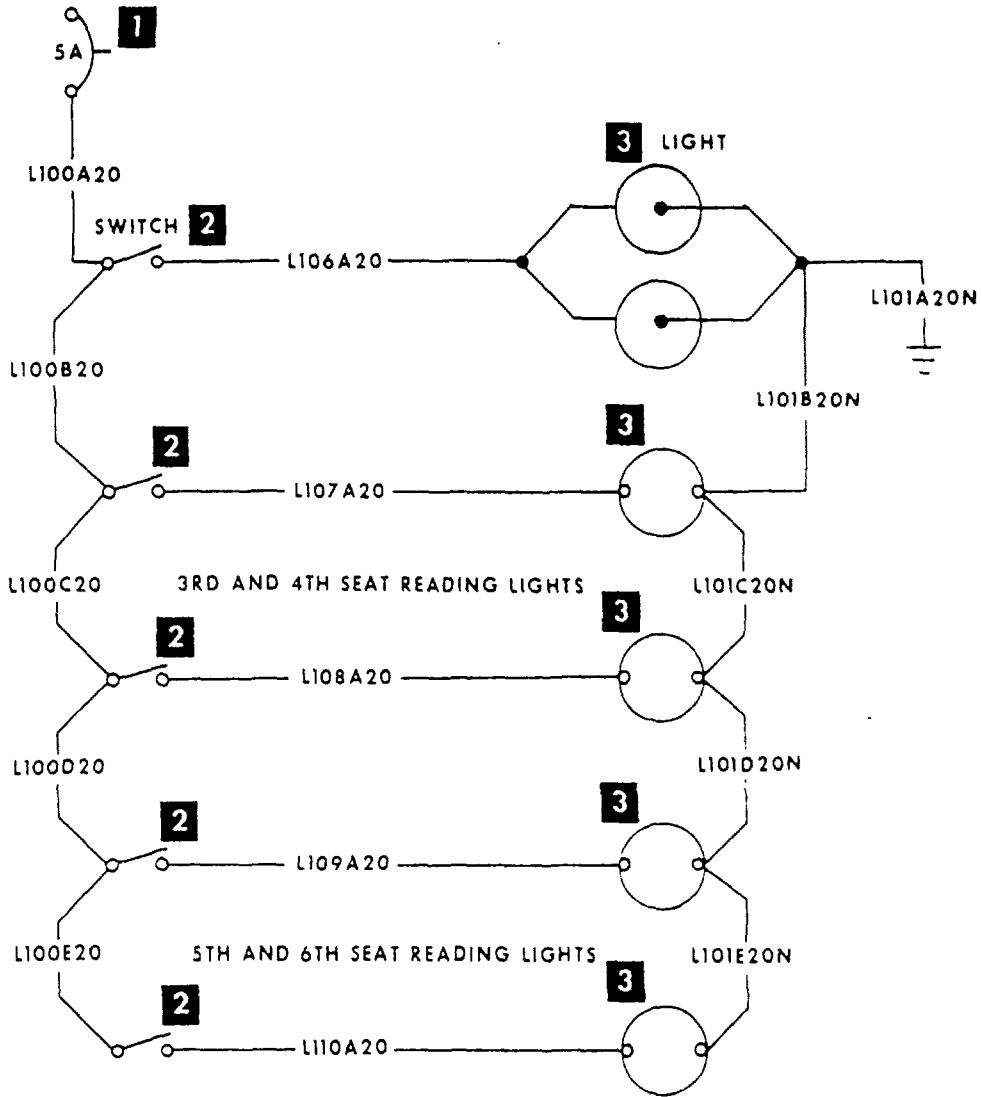 1
5A
3 LIGHT
L100A20
SWITCH 2
L106A20
L101A20N
L100B20
L101B20N
2
3
L107A20
L100C20
3RD AND 4TH SEAT READING LIGHTS
L101C20N
2
3
L108A20
L100D20
L101D20N
2
3
L109A20
L100E20
5TH AND 6TH SEAT READING LIGHTS
L101E20N
2
3
L110A20